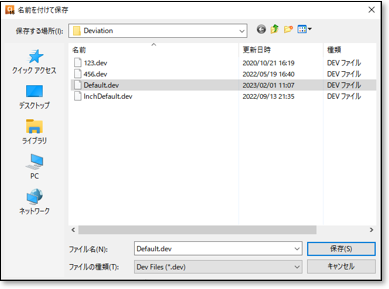 名前を付けて保存
保存する場所(I): Deviation
名前 更新日時 種類
123.dev 2020/10/21 16:19 DEV ファイル
456.dev 2022/05/19 16:40 DEV ファイル
Default.dev 2023/02/01 11:07 DEV ファイル
InchDefault.dev 2022/09/13 21:35 DEV ファイル
クイック アクセス
デスクトップ
ライブラリ
PC
ネットワーク
ファイル名(N): Default.dev 保存(S)
ファイルの種類(T): Dev Files (*.dev) キャンセル